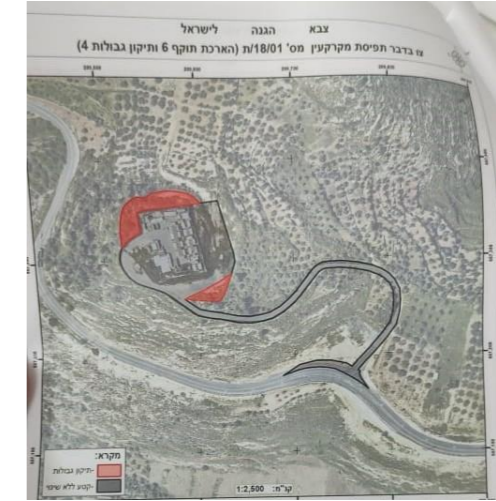 צבא הגנה לישראל
צו בדבר תפיסת מקרקעין מס' 18/01/ת (הארכת תוקף 6 ותיקון גבולות 4)
מקרא:
-תיקון גבולות
-קטע ללא שינוי
קנ"מ: 1:2,500